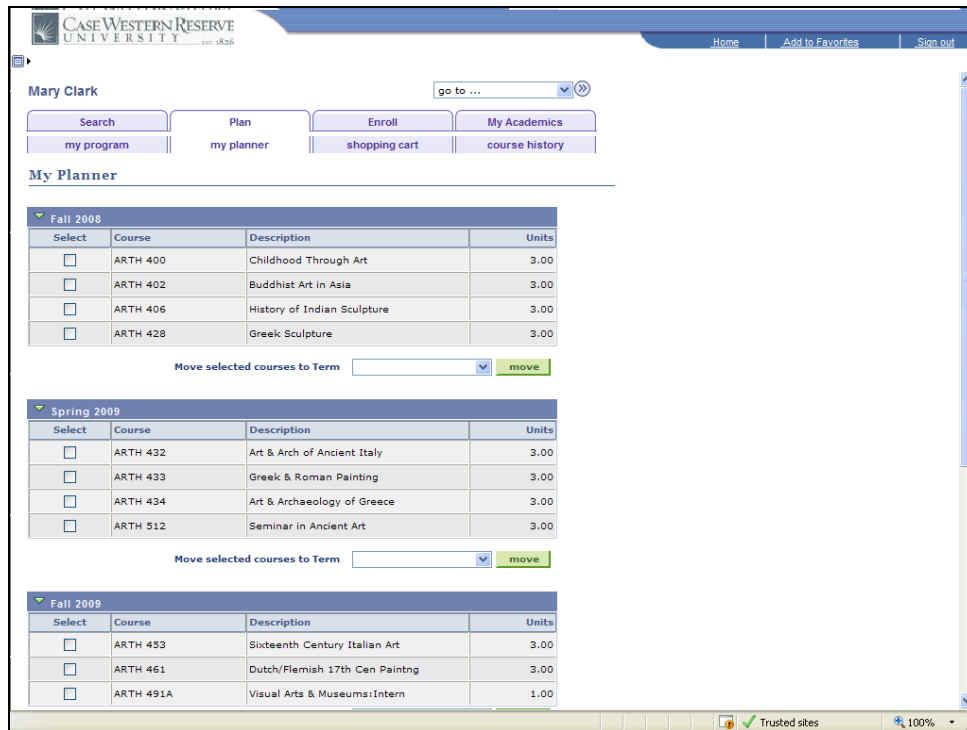 CASE WESTERN RESERVE
UNIVERSITY EST. 1826
Home Add to Favorites Sign out
Mary Clark go to ...
Search Plan Enroll My Academics
my program my planner shopping cart course history
My Planner
Fall 2008
Select Course Description Units
ARTH 400 Childhood Through Art 3.00
ARTH 402 Buddhist Art in Asia 3.00
ARTH 406 History of Indian Sculpture 3.00
ARTH 428 Greek Sculpture 3.00
Move selected courses to Term move
Spring 2009
Select Course Description Units
ARTH 432 Art & Arch of Ancient Italy 3.00
ARTH 433 Greek & Roman Painting 3.00
ARTH 434 Art & Archaeology of Greece 3.00
ARTH 512 Seminar in Ancient Art 3.00
Move selected courses to Term move
Fall 2009
Select Course Description Units
ARTH 453 Sixteenth Century Italian Art 3.00
ARTH 461 Dutch/Flemish 17th Cen Paintng 3.00
ARTH 491A Visual Arts & Museums:Intern 1.00
Trusted sites 100%